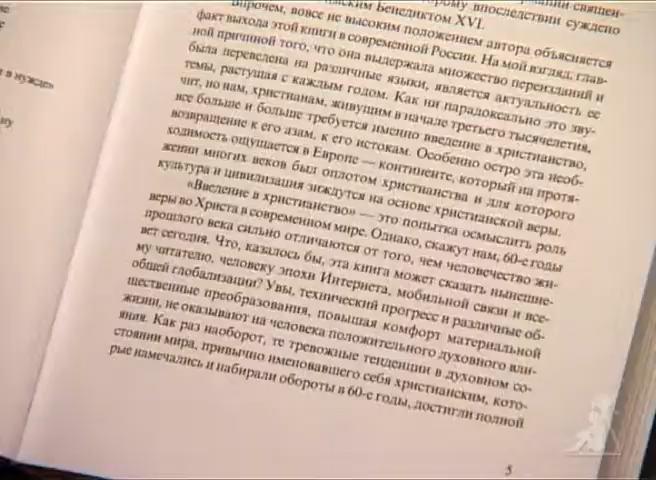 в нужде»
торому впоследствии суждено
ским Бенедиктом XVI.
Впрочем, вовсе не высоким положением автора объясняется
факт выхода этой книги в современной России. На мой взгляд, глав-
ной причиной того, что она выдержала множество переизданий и
была переведена на различные языки, является актуальность ее
темы, растущая с каждым годом. Как ни парадоксально это зву-
чит, но нам, христианам, живущим в начале третьего тысячелетия,
все больше и больше требуется именно введение в христианство,
возвращение к его азам, к его истокам. Особенно остро эта необ-
ходимость ощущается в Европе — континенте, который на протя-
жении многих веков был оплотом христианства и для которого
культура и цивилизация зиждутся на основе христианской веры.
«Введение в христианство» — это попытка осмыслить роль
веры во Христа в современном мире. Однако, скажут нам, 60-е годы
прошлого века сильно отличаются от того, чем человечество жи-
вет сегодня. Что, казалось бы, эта книга может сказать нынешне-
му читателю, человеку эпохи Интернета, мобильной связи и все-
общей глобализации? Увы, технический прогресс и различные об-
щественные преобразования, повышая комфорт материальной
жизни, не оказывают на человека положительного духовного вли-
яния. Как раз наоборот, те тревожные тенденции в духовном со-
стоянии мира, привычно именовавшего себя христианским, кото-
рые намечались и набирали обороты в 60-е годы, достигли полной
5